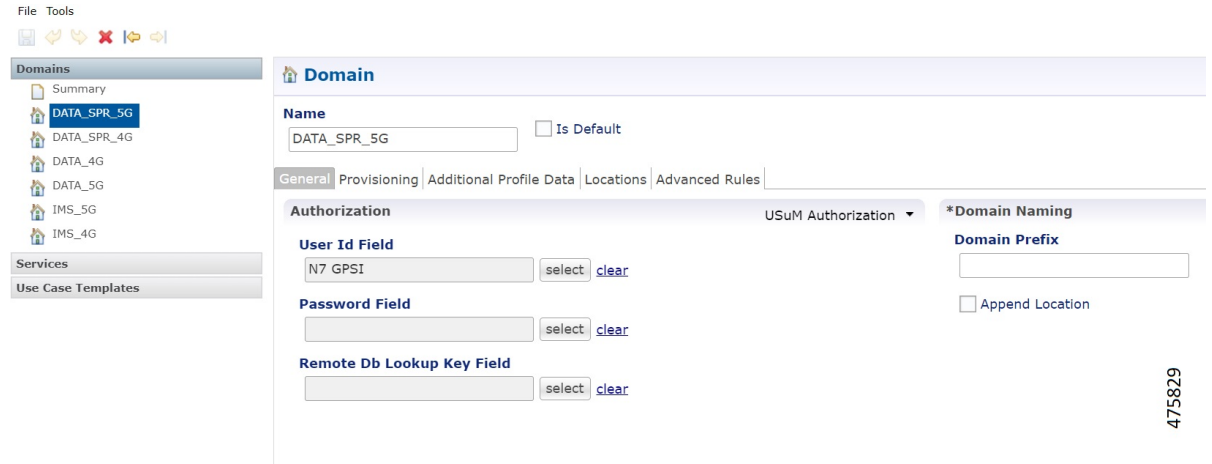 File Tools
Domains
Summary
DATA_SPR_5G
DATA_SPR_4G
DATA_4G
DATA_5G
IMS_5G
IMS_4G
Services
Use Case Templates
Domain
Name
DATA_SPR_5G
Is Default
General Provisioning Additional Profile Data Locations Advanced Rules
Authorization
USuM Authorization
User Id Field
N7 GPSI select clear
Password Field
select clear
Remote Db Lookup Key Field
select clear
*Domain Naming
Domain Prefix
Append Location
475829